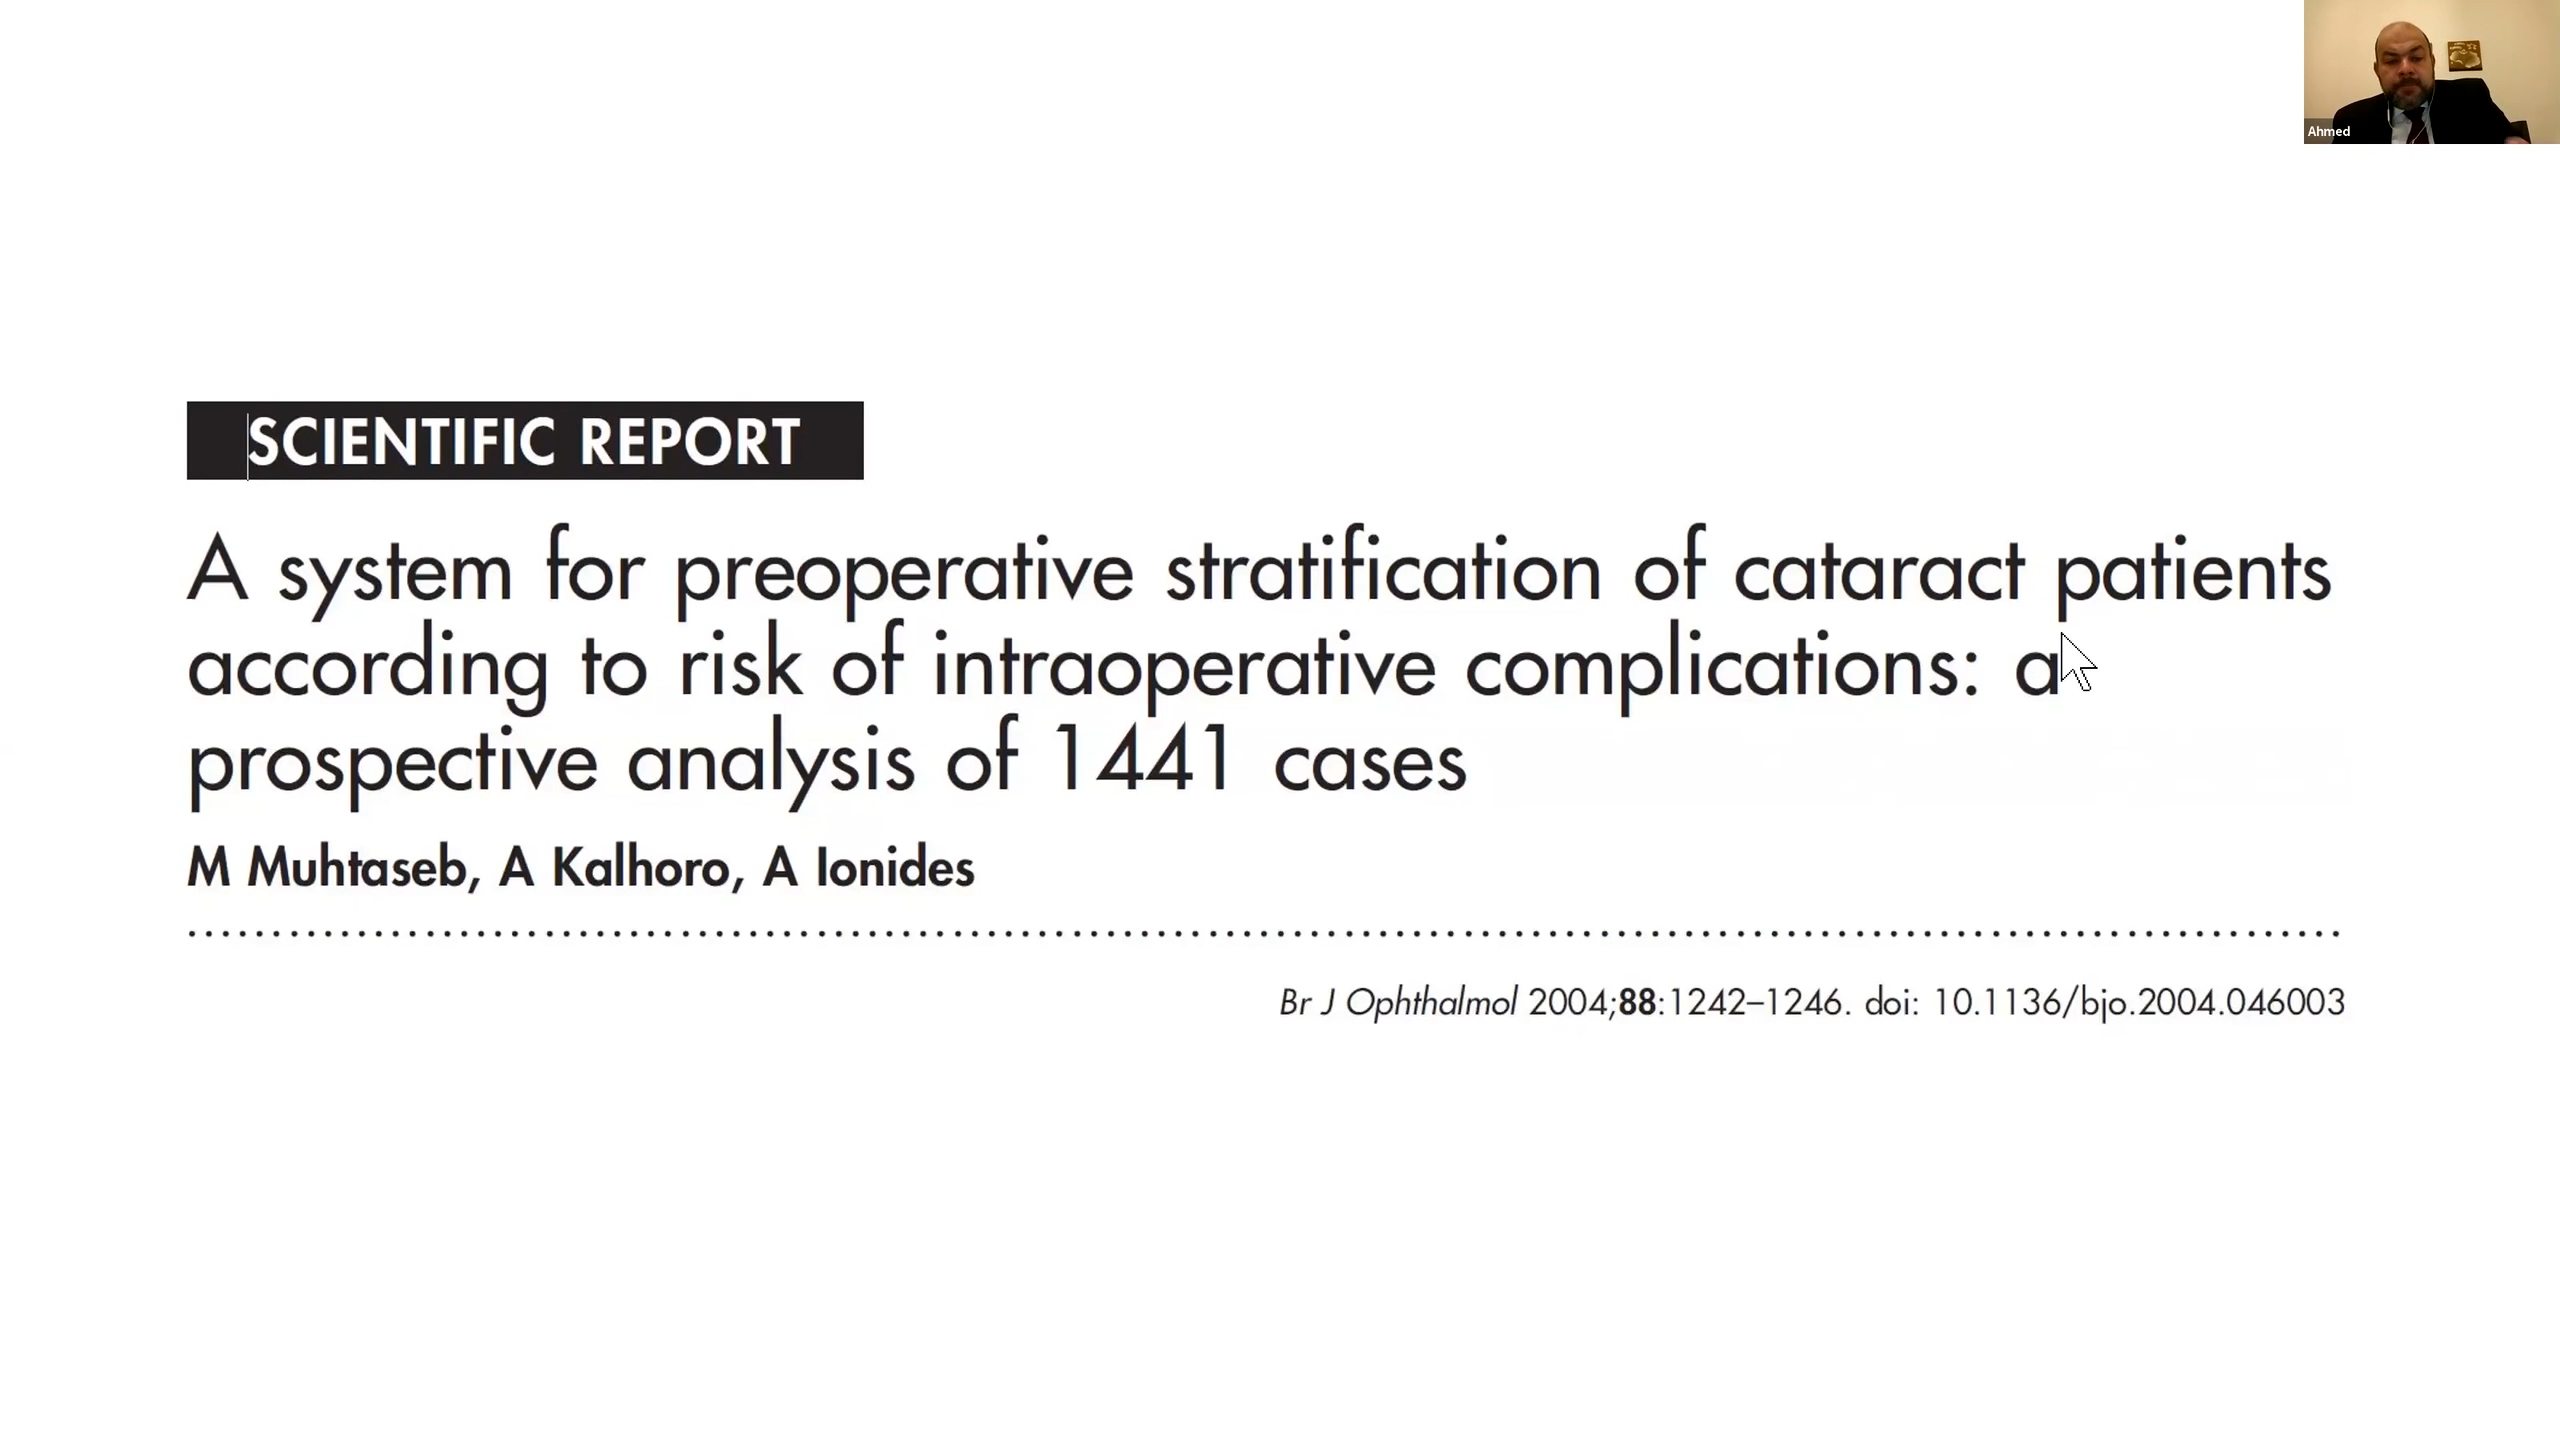 Ahmed
SCIENTIFIC REPORT
A system for preoperative stratification of cataract patients
according to risk of intraoperative complications: a
prospective analysis of 1441 cases
M Muhtaseb, A Kalhoro, A Ionides
Br J Ophthalmol 2004;88:1242–1246. doi: 10.1136/bjo.2004.046003